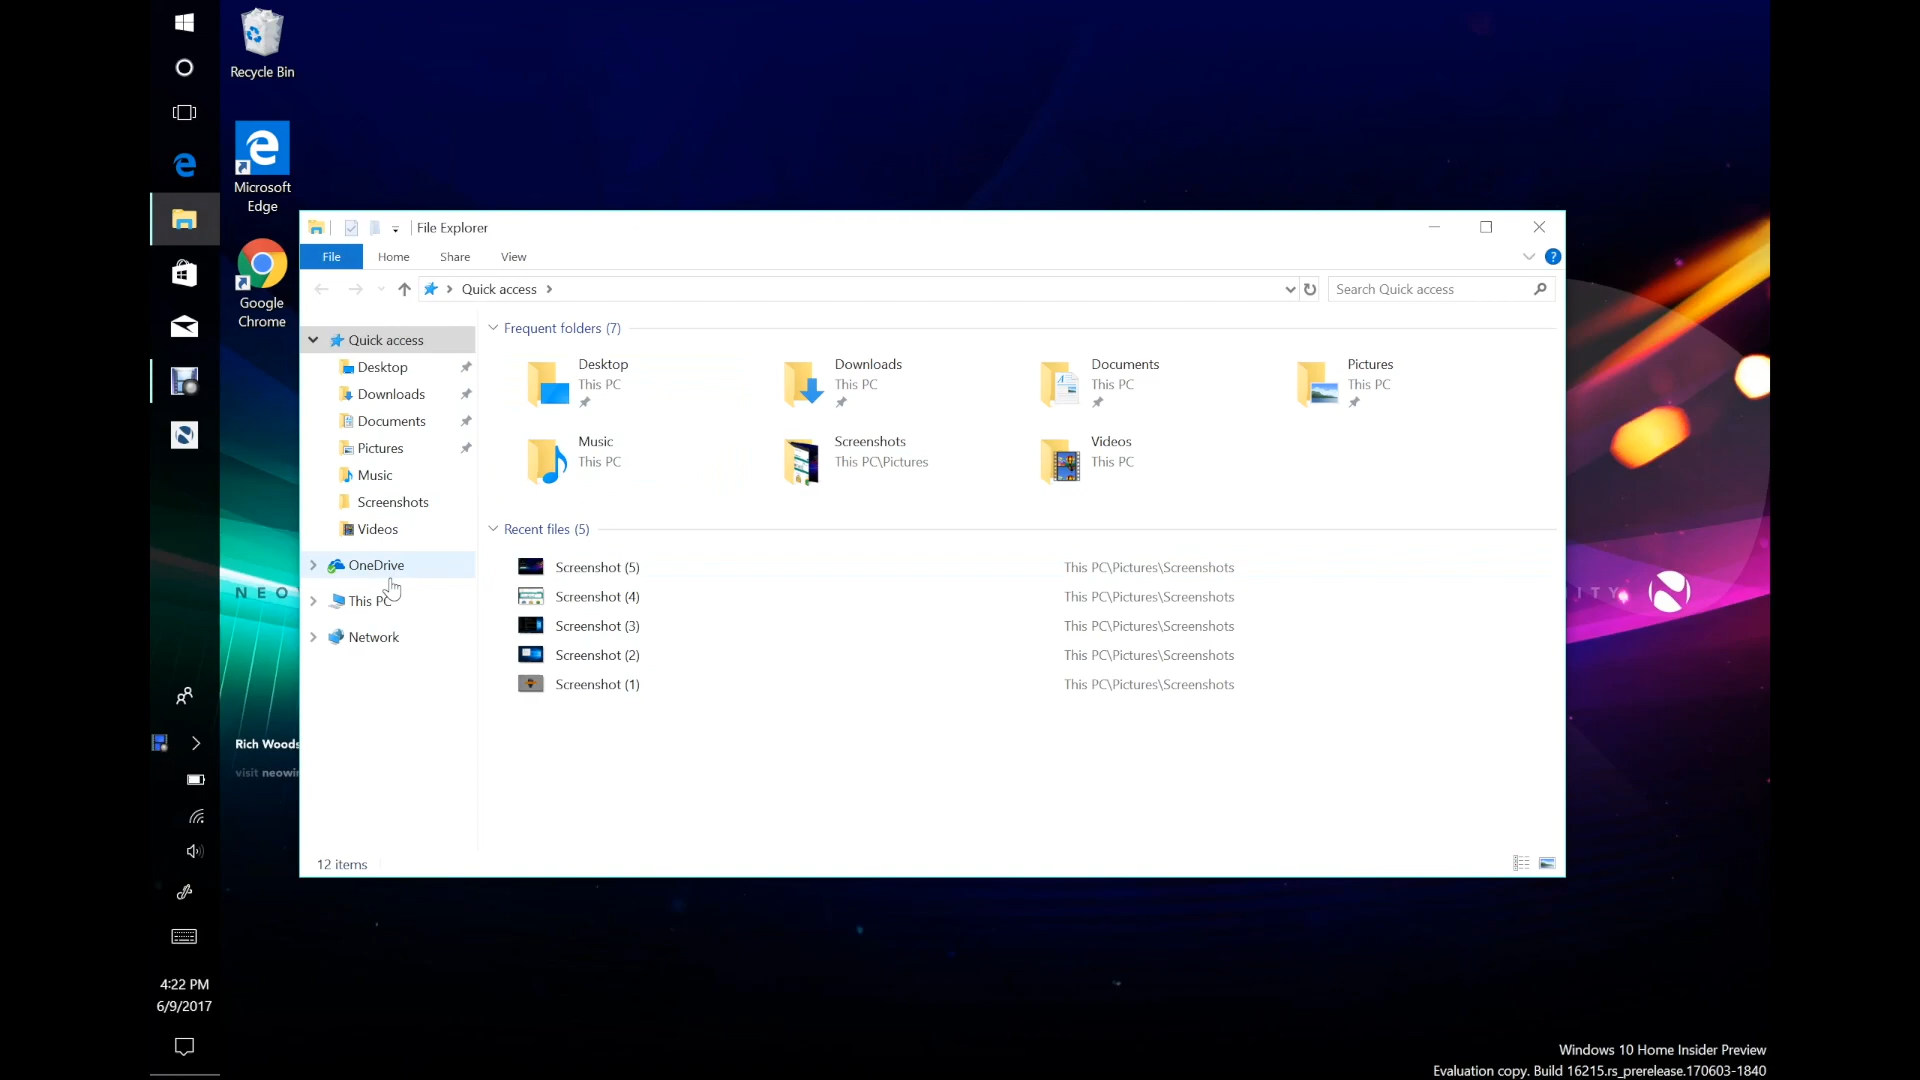 Recycle Bin
Microsoft
Edge
Google
Chrome
File Explorer
File
Home
Share
View
Quick access
Search Quick access
Quick access
Desktop
Downloads
Documents
Pictures
Music
Screenshots
Videos
OneDrive
This PC
Network
Frequent folders (7)
Desktop
This PC
Downloads
This PC
Documents
This PC
Pictures
This PC
Music
This PC
Screenshots
This PC\Pictures
Videos
This PC
Recent files (5)
Screenshot (5) This PC\Pictures\Screenshots
Screenshot (4) This PC\Pictures\Screenshots
Screenshot (3) This PC\Pictures\Screenshots
Screenshot (2) This PC\Pictures\Screenshots
Screenshot (1) This PC\Pictures\Screenshots
12 items
NEO
ITY
Rich Woods
visit neowin
4:22 PM
6/9/2017
Windows 10 Home Insider Preview
Evaluation copy. Build 16215.rs_prerelease.170603-1840